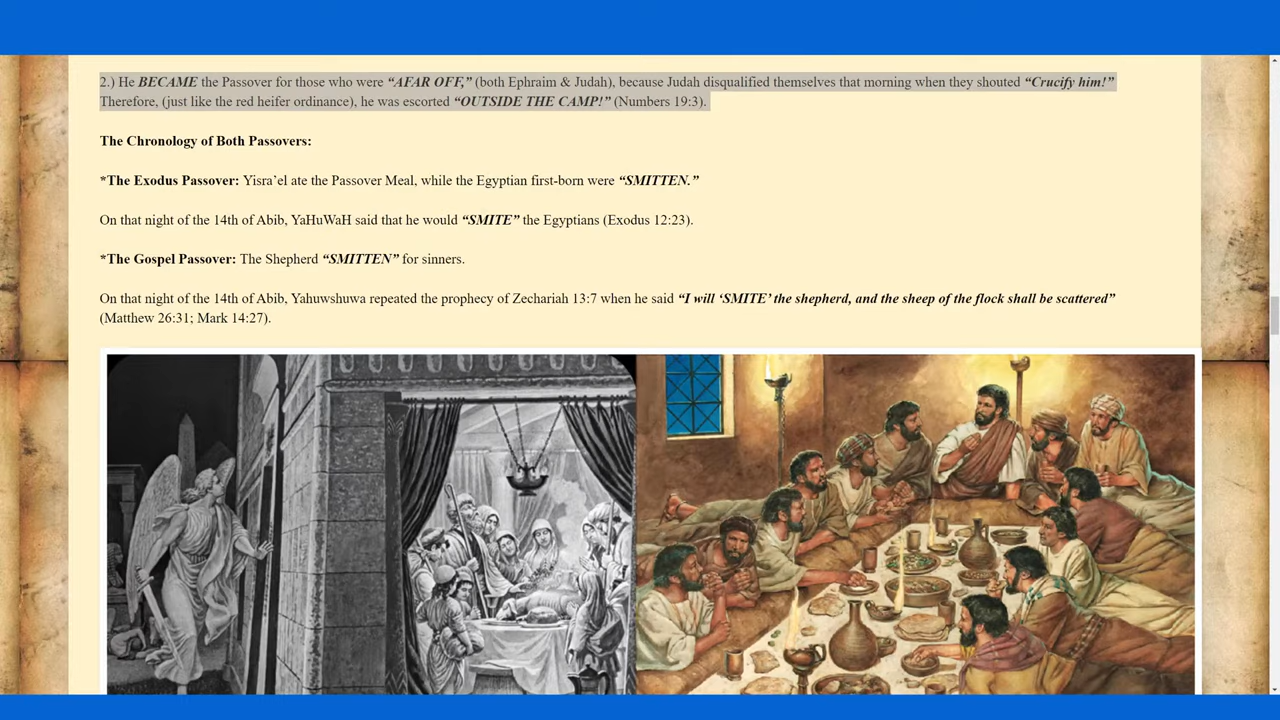 2.) He BECAME the Passover for those who were “AFAR OFF,” (both Ephraim & Judah), because Judah disqualified themselves that morning when they shouted “Crucify him!”
Therefore, (just like the red heifer ordinance), he was escorted “OUTSIDE THE CAMP!” (Numbers 19:3).
The Chronology of Both Passovers:
*The Exodus Passover: Yisra’el ate the Passover Meal, while the Egyptian first-born were “SMITTEN.”
On that night of the 14th of Abib, YaHuWaH said that he would “SMITE” the Egyptians (Exodus 12:23).
*The Gospel Passover: The Shepherd “SMITTEN” for sinners.
On that night of the 14th of Abib, Yahuwshuwa repeated the prophecy of Zechariah 13:7 when he said “I will ‘SMITE’ the shepherd, and the sheep of the flock shall be scattered”
(Matthew 26:31; Mark 14:27).